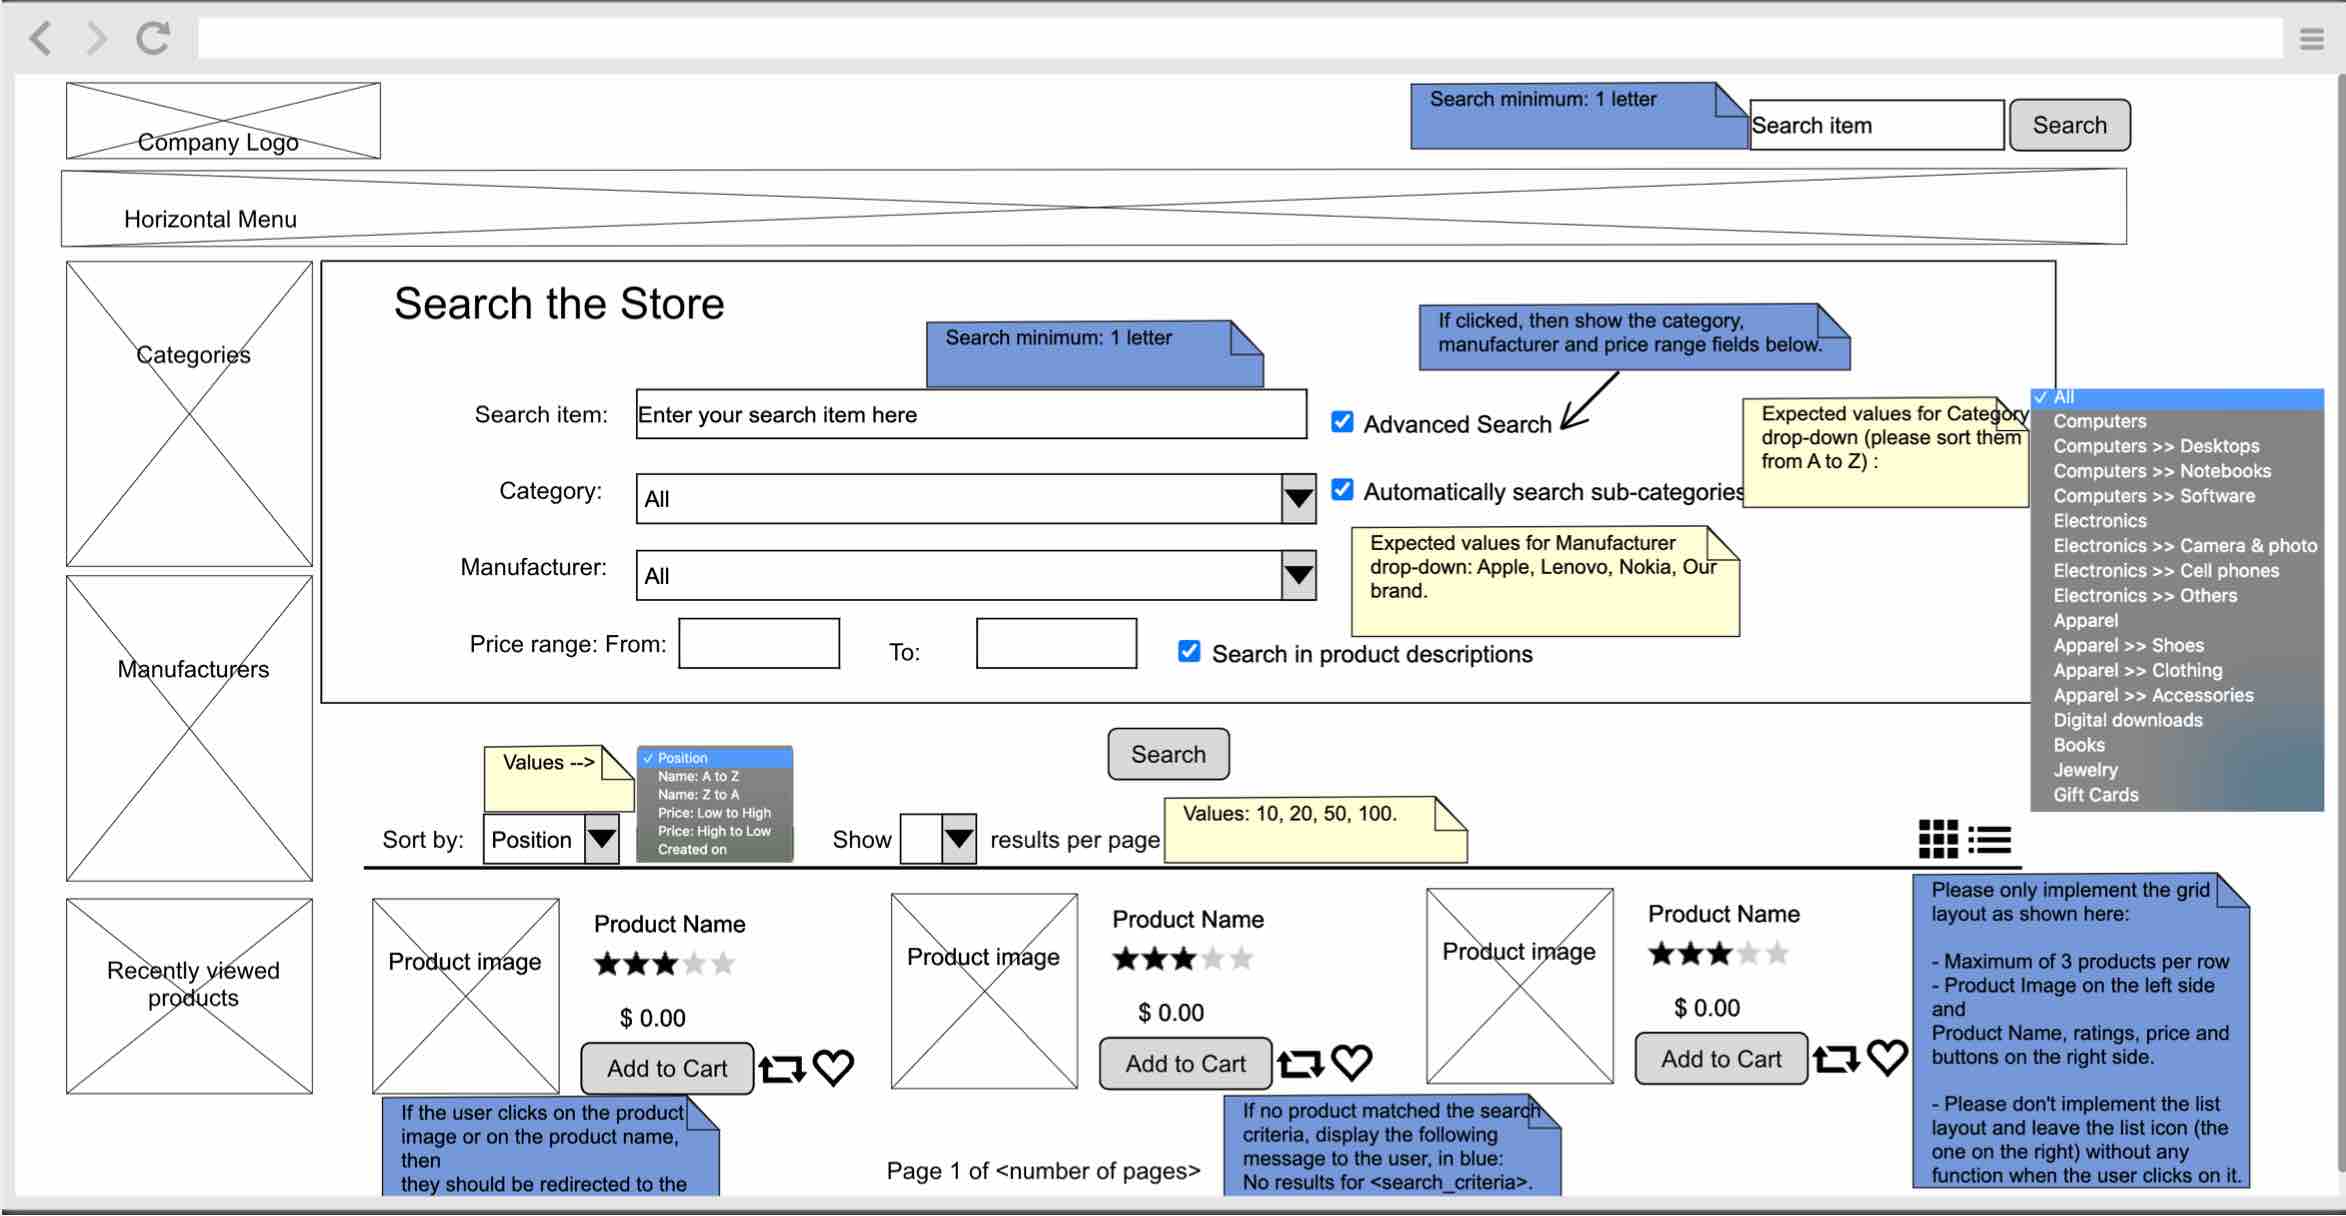 Search minimum: 1 letter
Search item
Search
Company Logo
Horizontal Menu
Categories
Manufacturers
Recently viewed
products
Search the Store
Search minimum: 1 letter
If clicked, then show the category,
manufacturer and price range fields below.
Search item:
Enter your search item here
Advanced Search
Category:
All
Automatically search sub-categories
Expected values for Category
drop-down (please sort them
from A to Z) :
✓ All
Computers
Computers >> Desktops
Computers >> Notebooks
Computers >> Software
Electronics
Electronics >> Camera & photo
Electronics >> Cell phones
Electronics >> Others
Apparel
Apparel >> Shoes
Apparel >> Clothing
Apparel >> Accessories
Digital downloads
Books
Jewelry
Gift Cards
Manufacturer:
All
Expected values for Manufacturer
drop-down: Apple, Lenovo, Nokia, Our
brand.
Price range: From:
To:
Search in product descriptions
Search
Values -->
✓ Position
Name: A to Z
Name: Z to A
Price: Low to High
Price: High to Low
Created on
Sort by:
Position
Show
results per page
Values: 10, 20, 50, 100.
Product image
Product Name
$ 0.00
Add to Cart
Product image
Product Name
$ 0.00
Add to Cart
Product image
Product Name
$ 0.00
Add to Cart
Please only implement the grid
layout as shown here:
- Maximum of 3 products per row
- Product Image on the left side
and
Product Name, ratings, price and
buttons on the right side.
- Please don't implement the list
layout and leave the list icon (the
one on the right) without any
function when the user clicks on it.
If the user clicks on the product
image or on the product name,
then
they should be redirected to the
Page 1 of <number of pages>
If no product matched the search
criteria, display the following
message to the user, in blue:
No results for <search_criteria>.